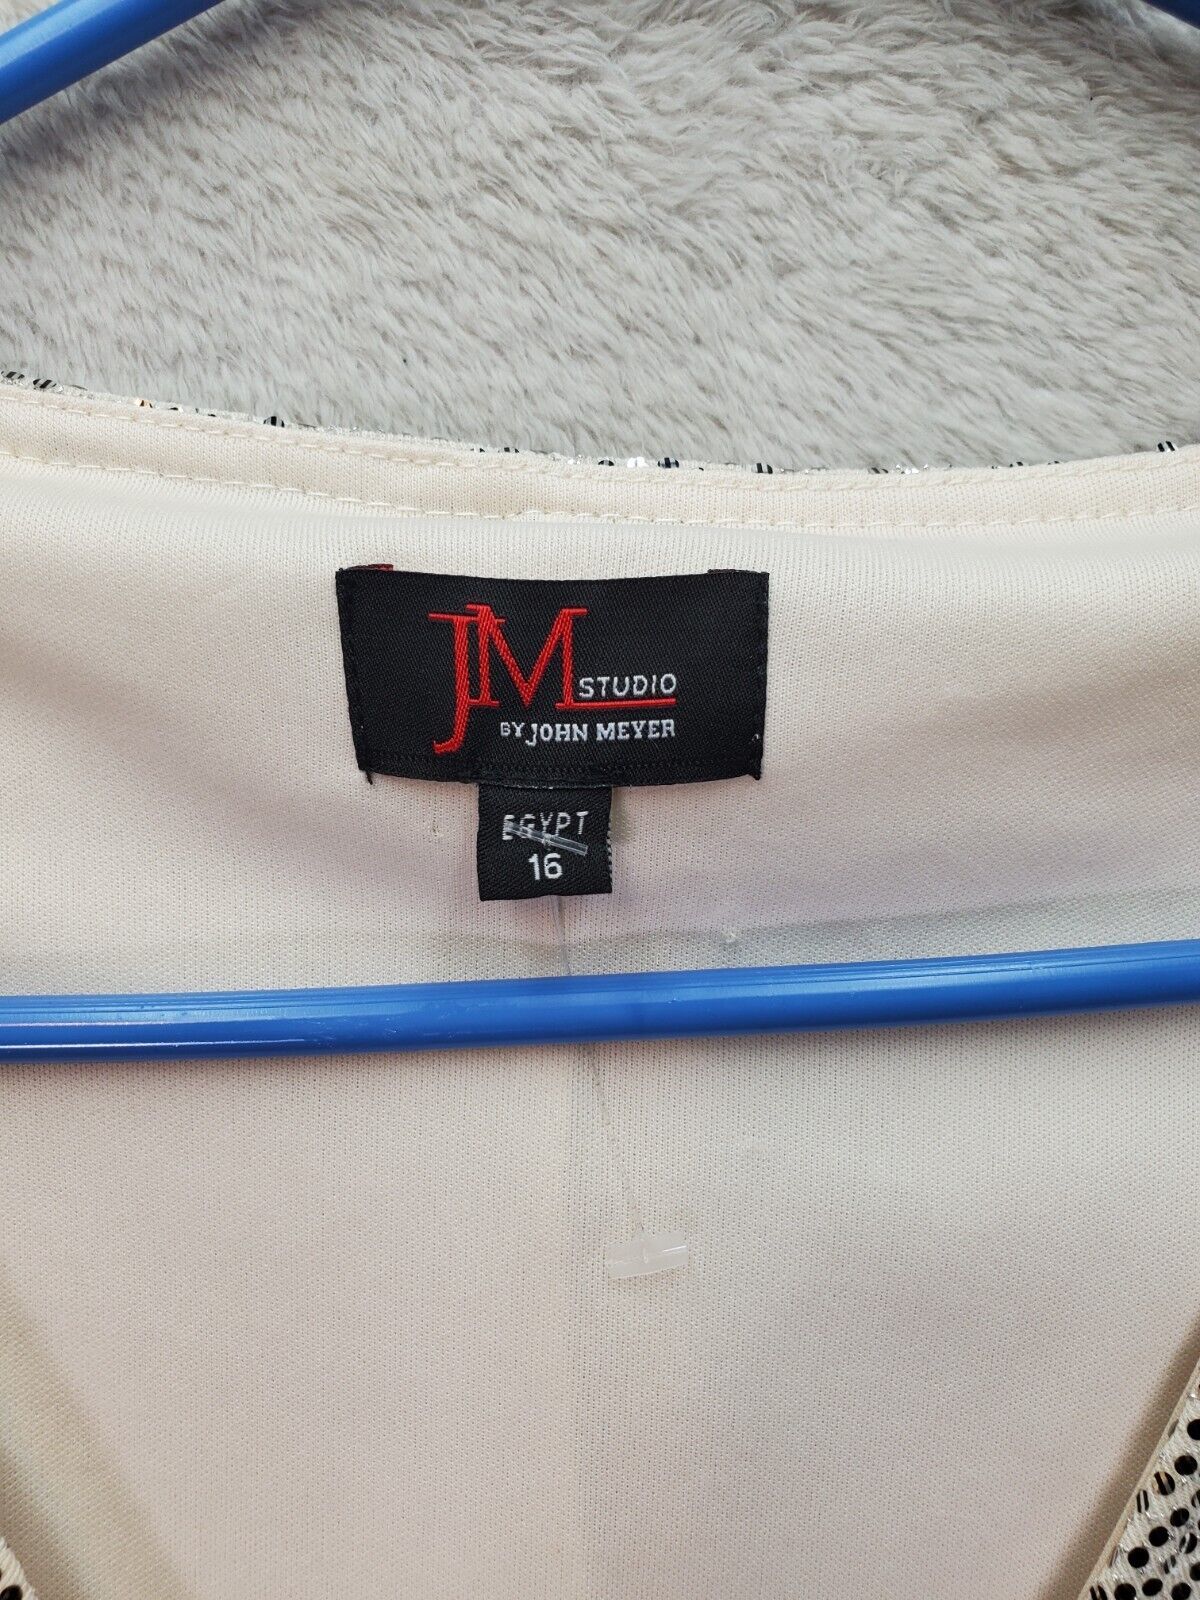 JM STUDIO
BY JOHN MEYER
EGYPT
16